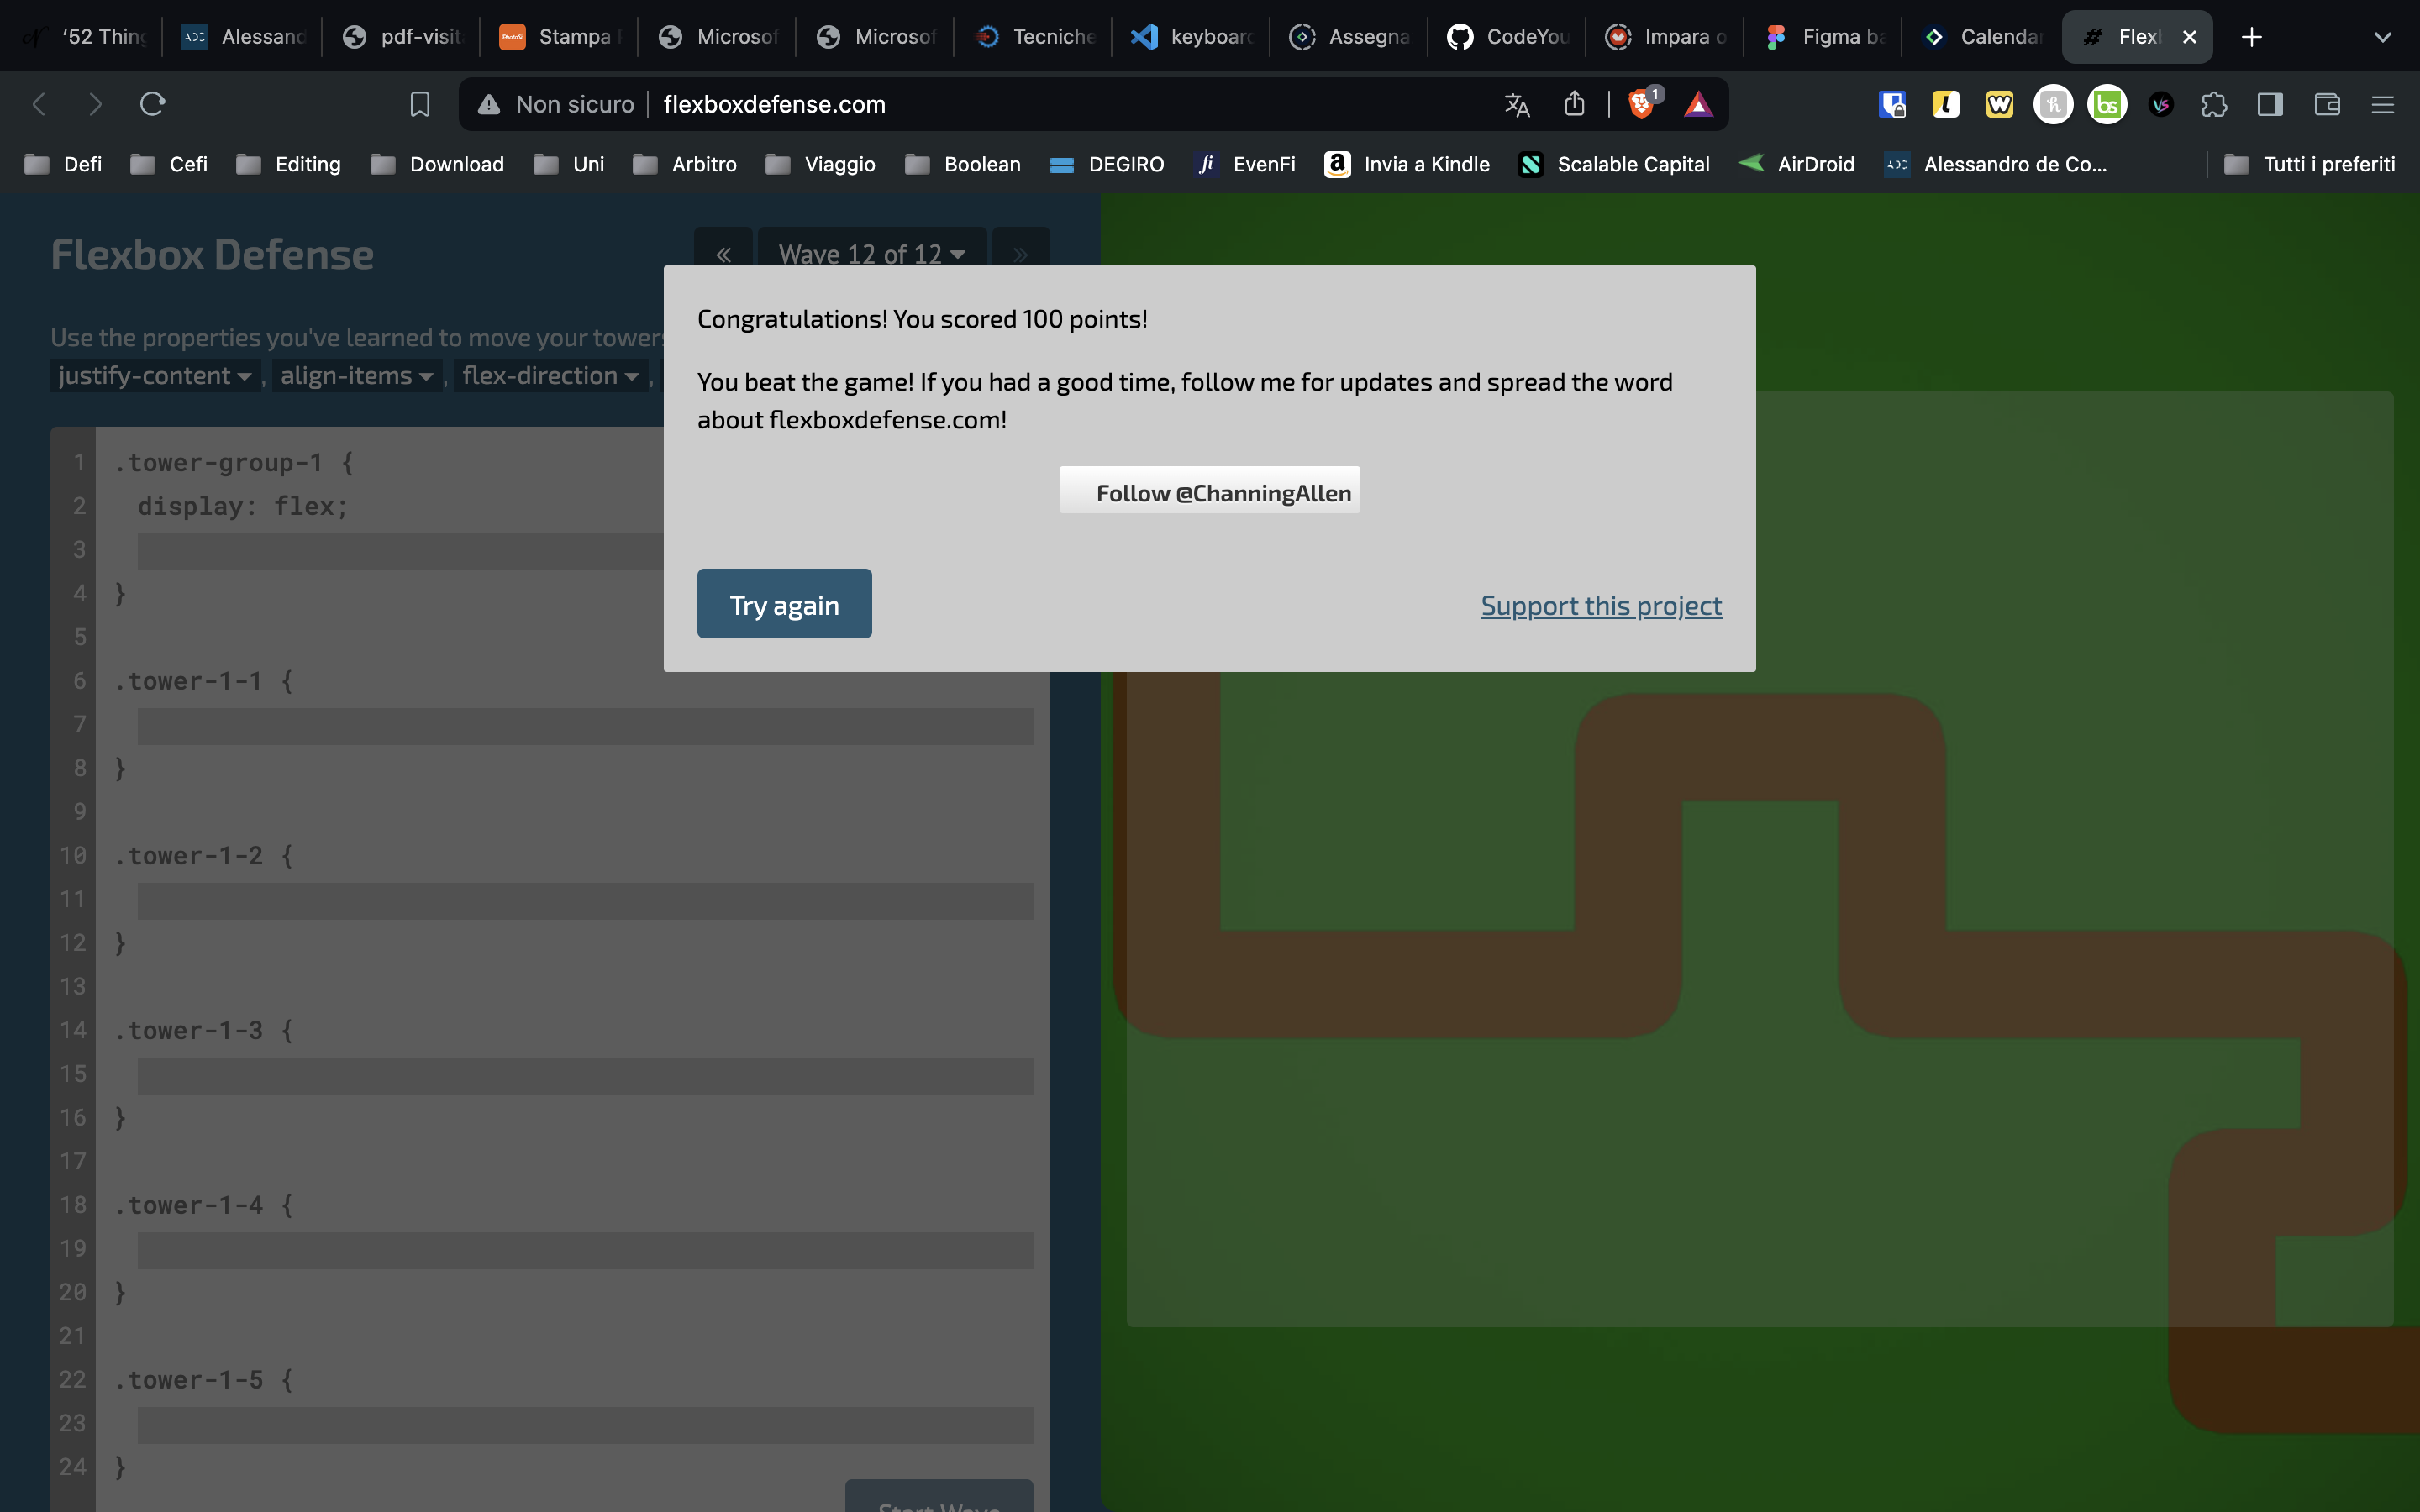 ‘52 Thing
Alessand
pdf-visit
Stampa
Microsof
Microsof
Tecniche
keyboard
Assegna
CodeYou
Impara o
Figma ba
Calendar
Flex
Non sicuro
flexboxdefense.com
1
Defi
Cefi
Editing
Download
Uni
Arbitro
Viaggio
Boolean
DEGIRO
EvenFi
Invia a Kindle
Scalable Capital
AirDroid
Alessandro de Co...
Tutti i preferiti
Flexbox Defense
« Wave 12 of 12 »
Use the properties you've learned to move your towers
justify-content , align-items , flex-direction ,
Congratulations! You scored 100 points!
You beat the game! If you had a good time, follow me for updates and spread the word
about flexboxdefense.com!
Follow @ChanningAllen
Try again
Support this project
1 .tower-group-1 {
2 display: flex;
3
4 }
5
6 .tower-1-1 {
7
8 }
9
10 .tower-1-2 {
11
12 }
13
14 .tower-1-3 {
15
16 }
17
18 .tower-1-4 {
19
20 }
21
22 .tower-1-5 {
23
24 }
Start Wave